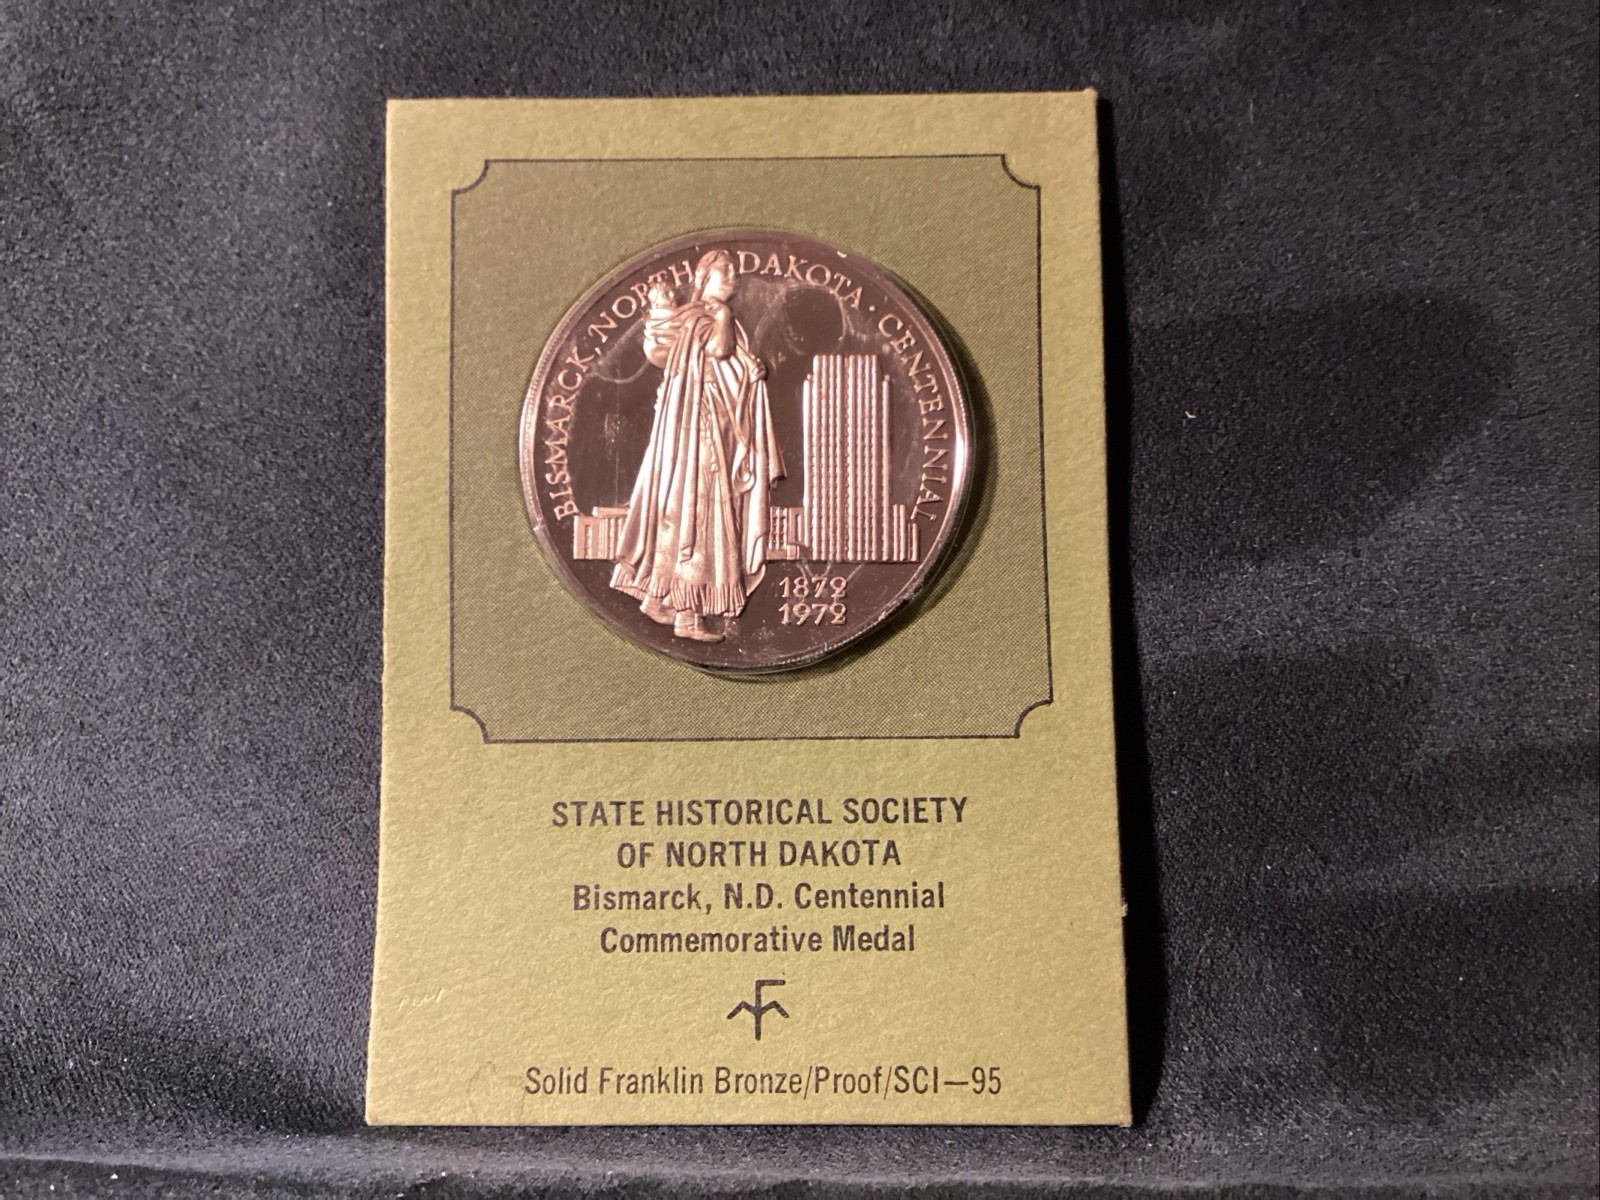 BISMARCK, NORTH DAKOTA · CENTENNIAL
1872
1972
STATE HISTORICAL SOCIETY
OF NORTH DAKOTA
Bismarck, N.D. Centennial
Commemorative Medal
Solid Franklin Bronze/Proof/SCI—95